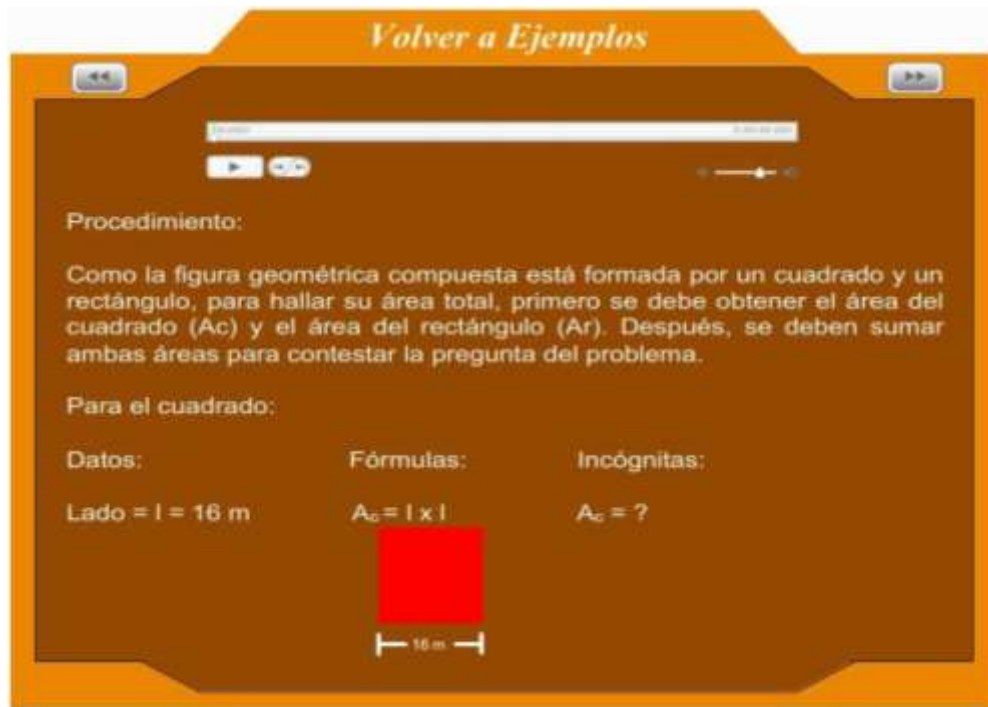 Volver a Ejemplos
Procedimiento:
Como la figura geométrica compuesta está formada por un cuadrado y un
rectángulo, para hallar su área total, primero se debe obtener el área del
cuadrado (Ac) y el área del rectángulo (Ar). Después, se deben sumar
ambas áreas para contestar la pregunta del problema.
Para el cuadrado:
Datos: Fórmulas: Incógnitas:
Lado = l = 16 m Ac = l x l Ac = ?
16 m